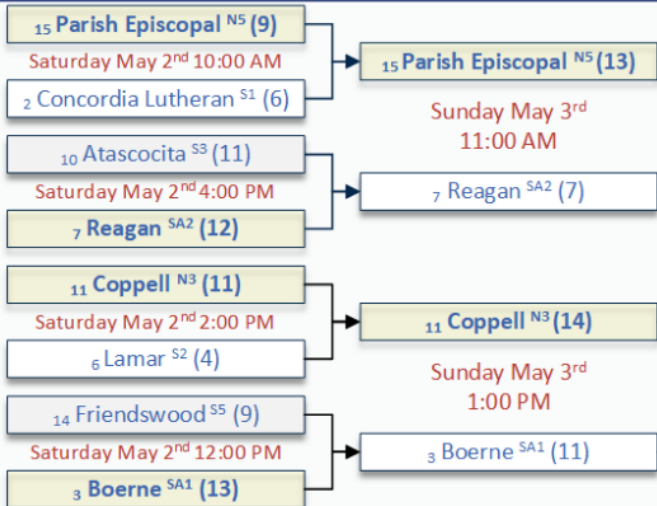 15 Parish Episcopal N5 (9)
Saturday May 2nd 10:00 AM
2 Concordia Lutheran S1 (6)
15 Parish Episcopal N5 (13)
Sunday May 3rd
11:00 AM
10 Atascocita S3 (11)
Saturday May 2nd 4:00 PM
7 Reagan SA2 (12)
7 Reagan SA2 (7)
11 Coppell N3 (11)
Saturday May 2nd 2:00 PM
6 Lamar S2 (4)
11 Coppell N3 (14)
Sunday May 3rd
1:00 PM
14 Friendswood S5 (9)
Saturday May 2nd 12:00 PM
3 Boerne SA1 (13)
3 Boerne SA1 (11)